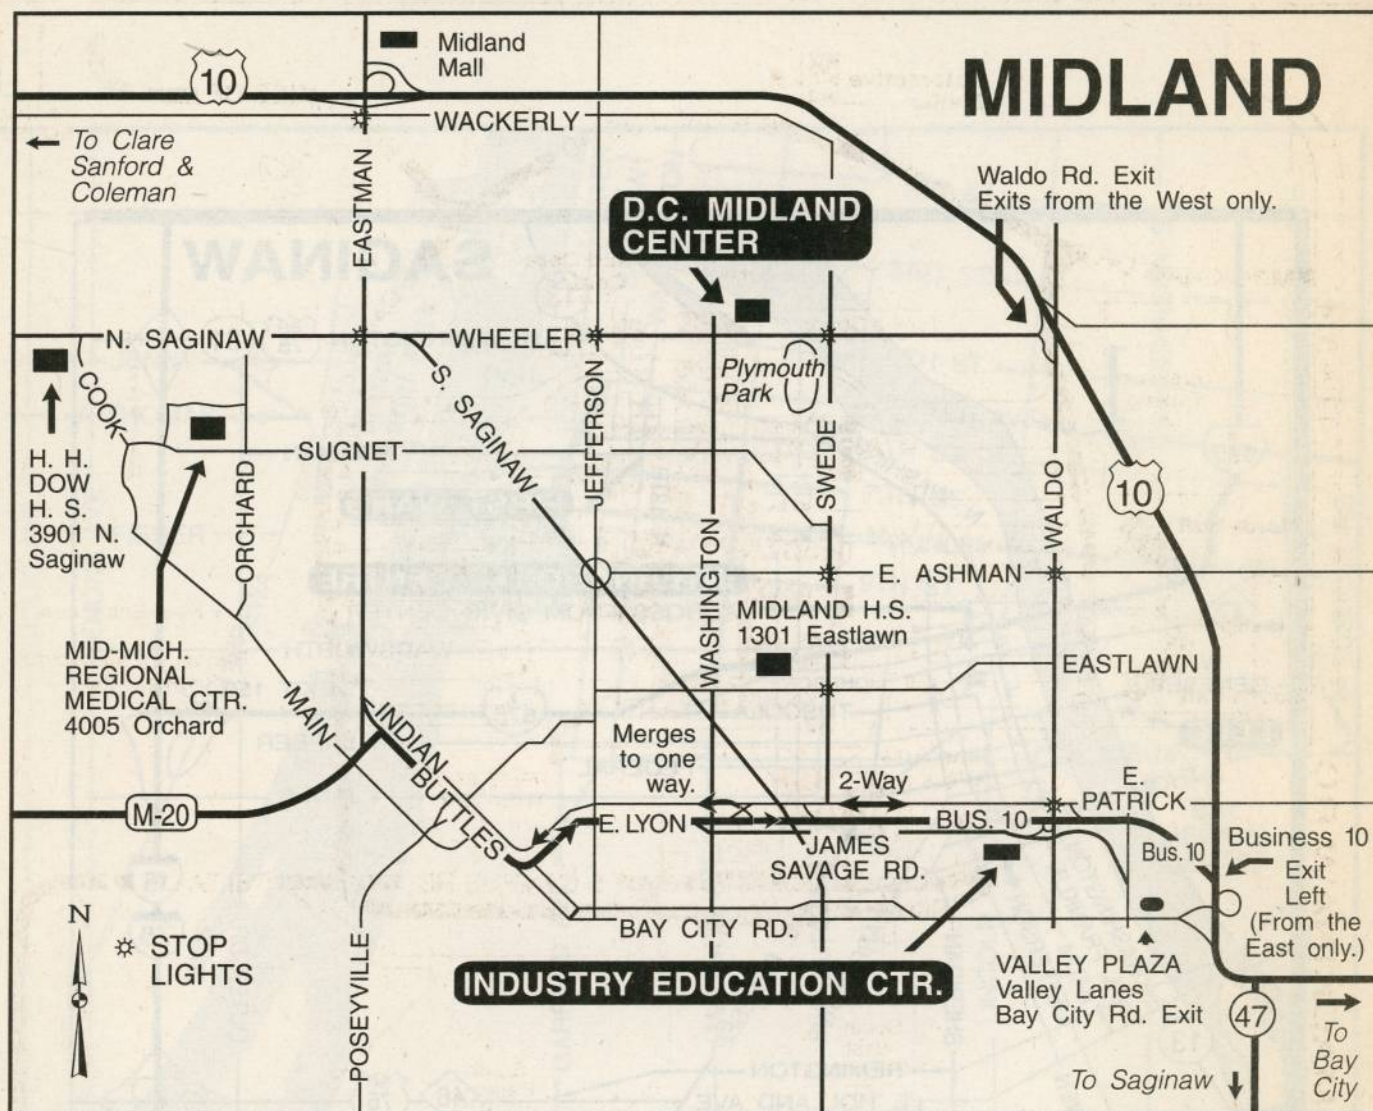 MIDLAND
10
Midland
Mall
WACKERLY
To Clare
Sanford &
Coleman
EASTMAN
Waldo Rd. Exit
Exits from the West only.
D.C. MIDLAND
CENTER
N. SAGINAW
WHEELER
COOK
S. SAGINAW
JEFFERSON
Plymouth
Park
SWEDE
WALDO
10
H. H.
DOW
H. S.
3901 N.
Saginaw
SUGNET
ORCHARD
WASHINGTON
E. ASHMAN
MIDLAND H.S.
1301 Eastlawn
EASTLAWN
MID-MICH.
REGIONAL
MEDICAL CTR.
4005 Orchard
MAIN
INDIAN
BUTTLES
Merges
to one
way.
2-Way
E.
PATRICK
M-20
E. LYON
BUS. 10
JAMES
SAVAGE RD.
Bus. 10
Business 10
Exit
Left
(From the
East only.)
BAY CITY RD.
N
STOP
LIGHTS
POSEYVILLE
INDUSTRY EDUCATION CTR.
VALLEY PLAZA
Valley Lanes
Bay City Rd. Exit
47
To
Bay
City
To Saginaw
SAGINAW
REMINGTON